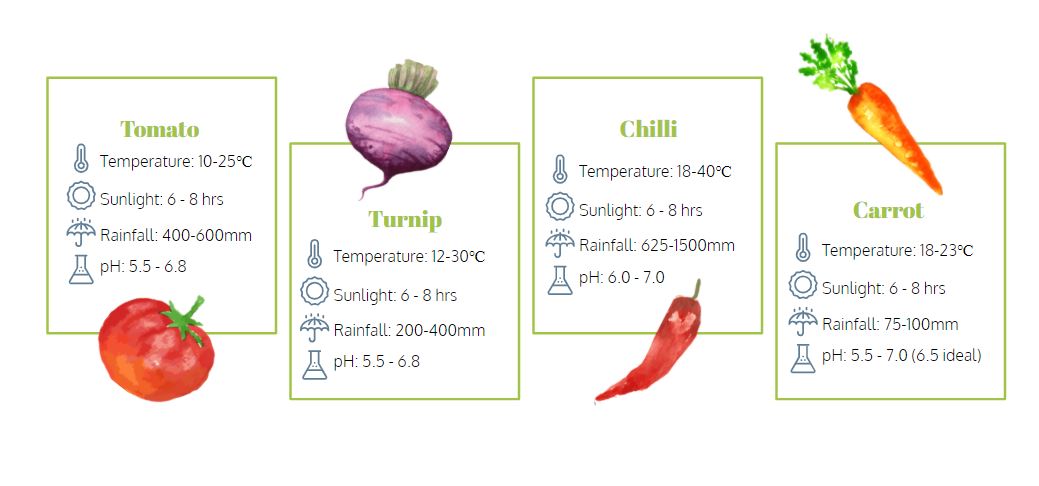 Tomato
Temperature: 10-25℃
Sunlight: 6 - 8 hrs
Rainfall: 400-600mm
pH: 5.5 - 6.8
Turnip
Temperature: 12-30℃
Sunlight: 6 - 8 hrs
Rainfall: 200-400mm
pH: 5.5 - 6.8
Chilli
Temperature: 18-40℃
Sunlight: 6 - 8 hrs
Rainfall: 625-1500mm
pH: 6.0 - 7.0
Carrot
Temperature: 18-23℃
Sunlight: 6 - 8 hrs
Rainfall: 75-100mm
pH: 5.5 - 7.0 (6.5 ideal)